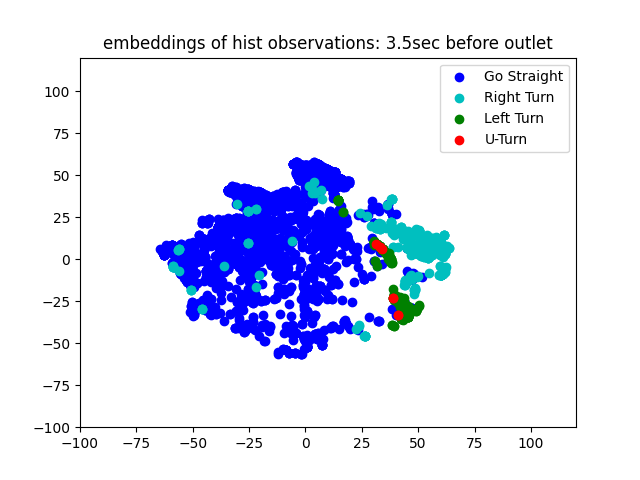 embeddings of hist observations: 3.5sec before outlet
Go Straight
Right Turn
Left Turn
U-Turn
100
75
50
25
0
−25
−50
−75
−100
−100 −75 −50 −25 0 25 50 75 100